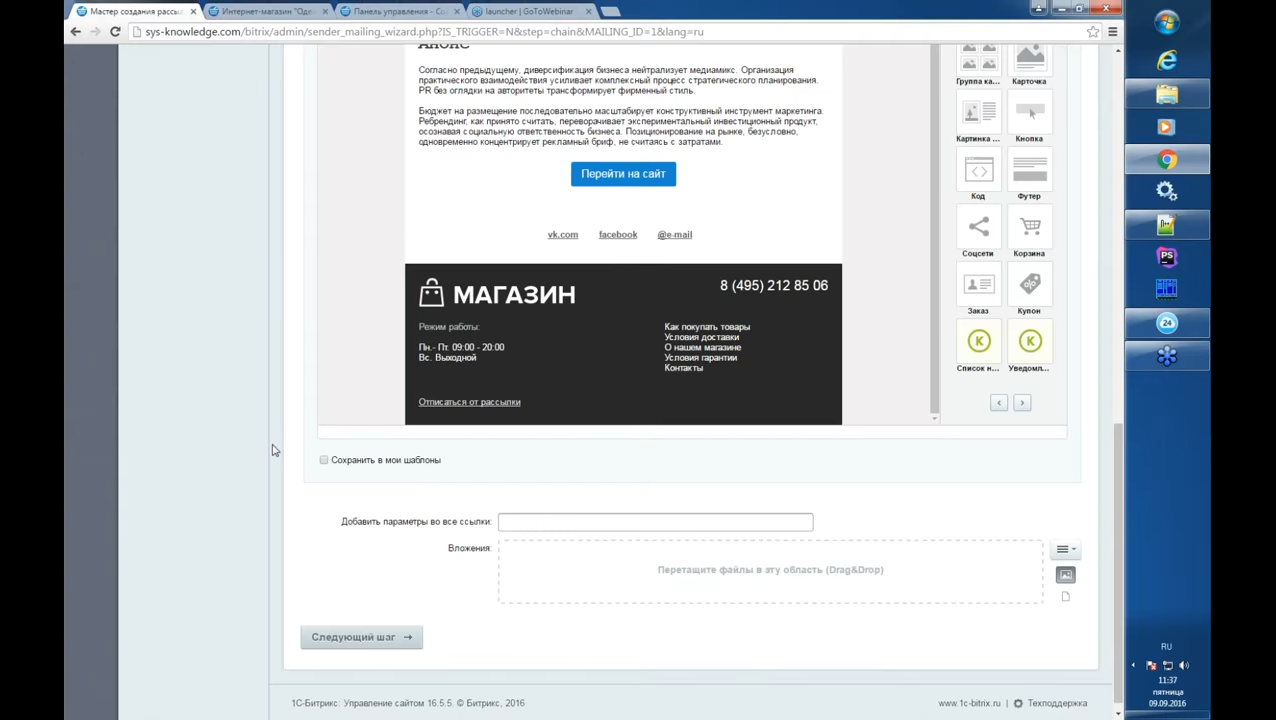 Мастер создания рассыл
Интернет-магазин "Оде
Панель управления - Со
launcher | GoToWebinar
sys-knowledge.com/bitrix/admin/sender_mailing_wizard.php?IS_TRIGGER=N&step=chain&MAILING_ID=1&lang=ru
Анонс
Согласно предыдущему, диверсификация бизнеса нейтрализует медиамикс. Организация
практического взаимодействия усиливает комплексный процесс стратегического планирования.
PR без оглядки на авторитеты трансформирует фирменный стиль.
Бюджет на размещение последовательно масштабирует конструктивный инструмент маркетинга.
Ребрендинг, как принято считать, переворачивает экспериментальный инвестиционный продукт,
осознавая социальную ответственность бизнеса. Позиционирование на рынке, безусловно,
одновременно концентрирует рекламный бриф, не считаясь с затратами.
Перейти на сайт
vk.com facebook @e-mail
МАГАЗИН
8 (495) 212 85 06
Режим работы:
Пн.- Пт. 09:00 - 20:00
Вс. Выходной
Как покупать товары
Условия доставки
О нашем магазине
Условия гарантии
Контакты
Отписаться от рассылки
Группа ка... Карточка
Картинка ... Кнопка
Код Футер
Соцсети Корзина
Заказ Купон
K K
Список н... Уведомл...
Сохранить в мои шаблоны
Добавить параметры во все ссылки:
Вложения:
Перетащите файлы в эту область (Drag&Drop)
Следующий шаг →
1С-Битрикс: Управление сайтом 16.5.5. © Битрикс, 2016
www.1c-bitrix.ru | Техподдержка
PS
24
RU
11:37
пятница
09.09.2016